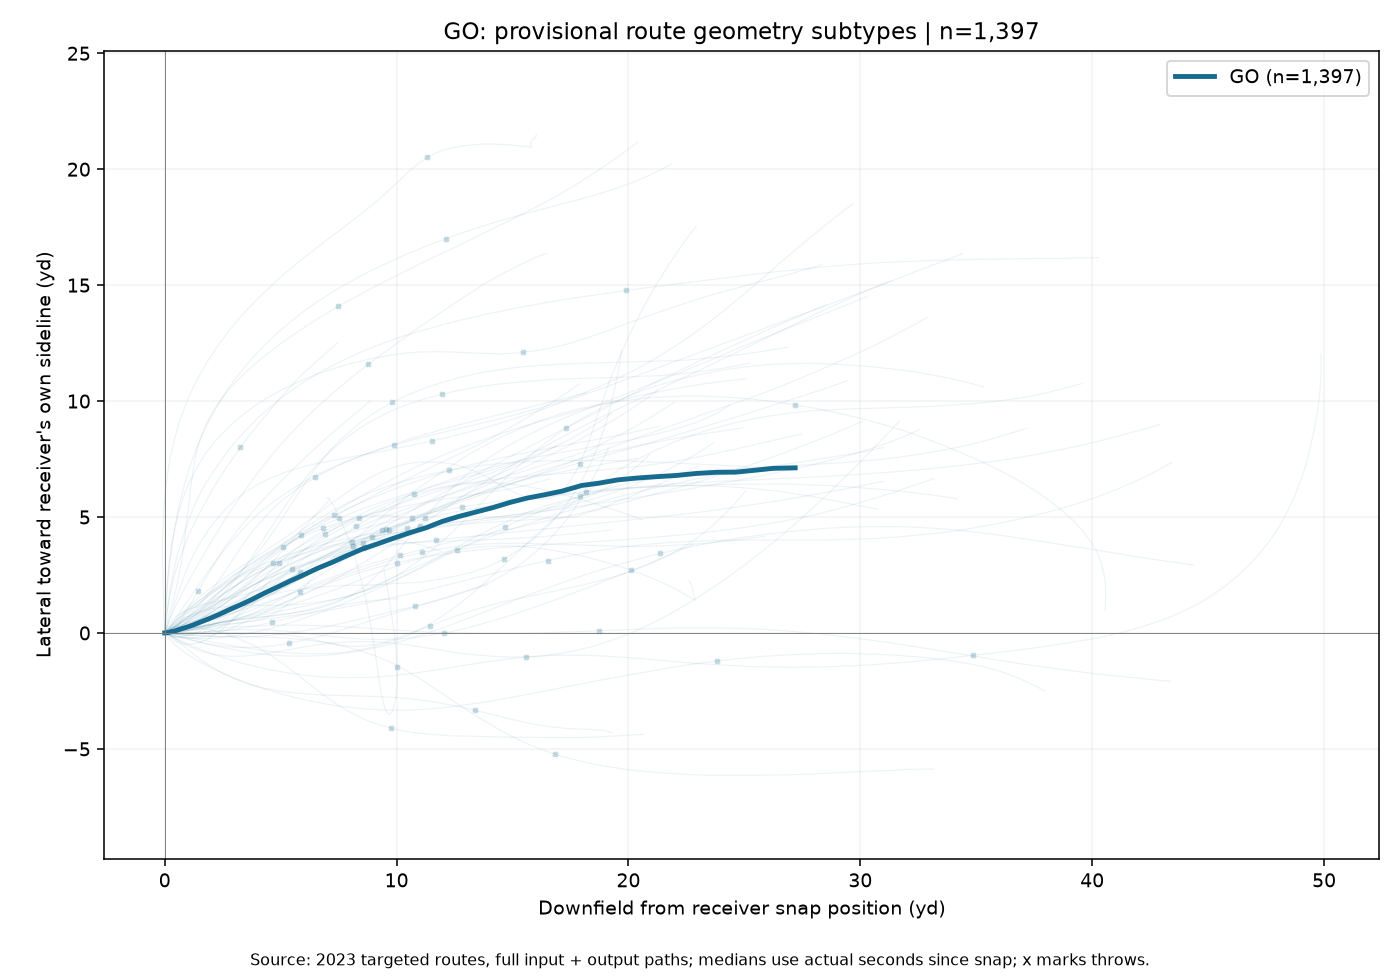 GO: provisional route geometry subtypes | n=1,397
GO (n=1,397)
Lateral toward receiver's own sideline (yd)
25
20
15
10
5
0
−5
0 10 20 30 40 50
Downfield from receiver snap position (yd)
Source: 2023 targeted routes, full input + output paths; medians use actual seconds since snap; x marks throws.